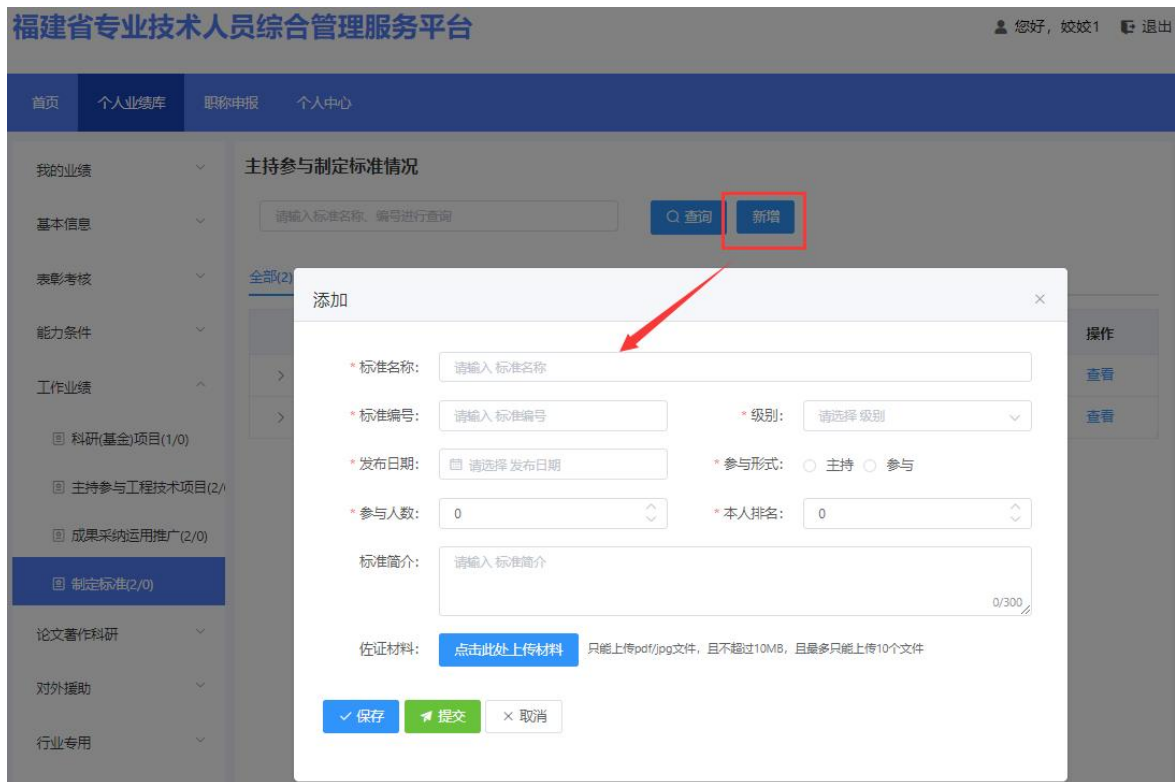 福建省专业技术人员综合管理服务平台
您好，姣姣1 退出
首页 个人业绩库 职称申报 个人中心
我的业绩
基本信息
表彰考核
能力条件
工作业绩
科研(基金)项目(1/0)
主持参与工程技术项目(2/
成果采纳运用推广(2/0)
制定标准(2/0)
论文著作科研
对外援助
行业专用
主持参与制定标准情况
请输入标准名称、编号进行查询 查询 新增
全部(2)
操作
查看
查看
添加
* 标准名称: 请输入 标准名称
* 标准编号: 请输入 标准编号 * 级别: 请选择 级别
* 发布日期: 请选择 发布日期 * 参与形式: 主持 参与
* 参与人数: 0 * 本人排名: 0
标准简介: 请输入 标准简介
0/300
佐证材料: 点击此处上传材料 只能上传pdf/jpg文件，且不超过10MB，且最多只能上传10个文件
保存 提交 取消